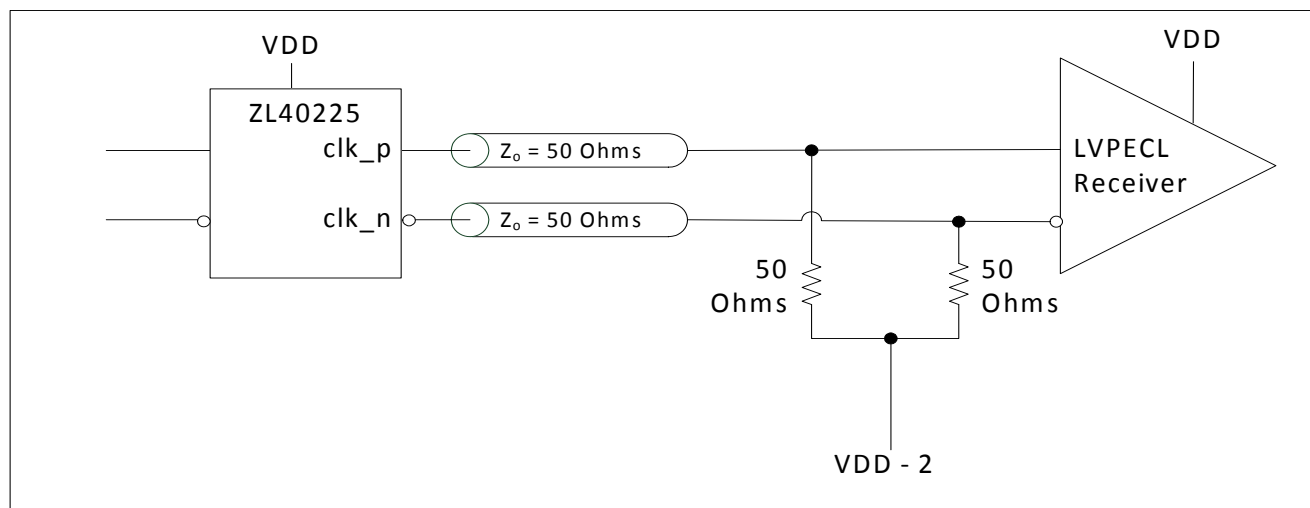 VDD
VDD
ZL40225
clk_p
Zo = 50 Ohms
LVPECL
Receiver
clk_n
Zo = 50 Ohms
50
Ohms
50
Ohms
VDD - 2